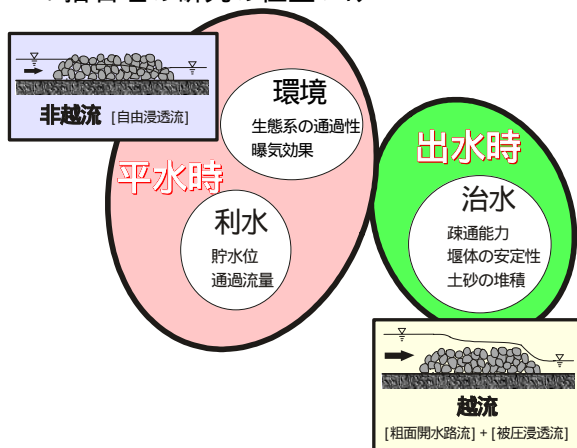 非越流 [自由浸透流]
環境
生態系の通過性
曝気効果
平水時
利水
貯水位
通過流量
出水時
治水
疎通能力
堰体の安定性
土砂の堆積
越流
[粗面開水路流] + [被圧浸透流]